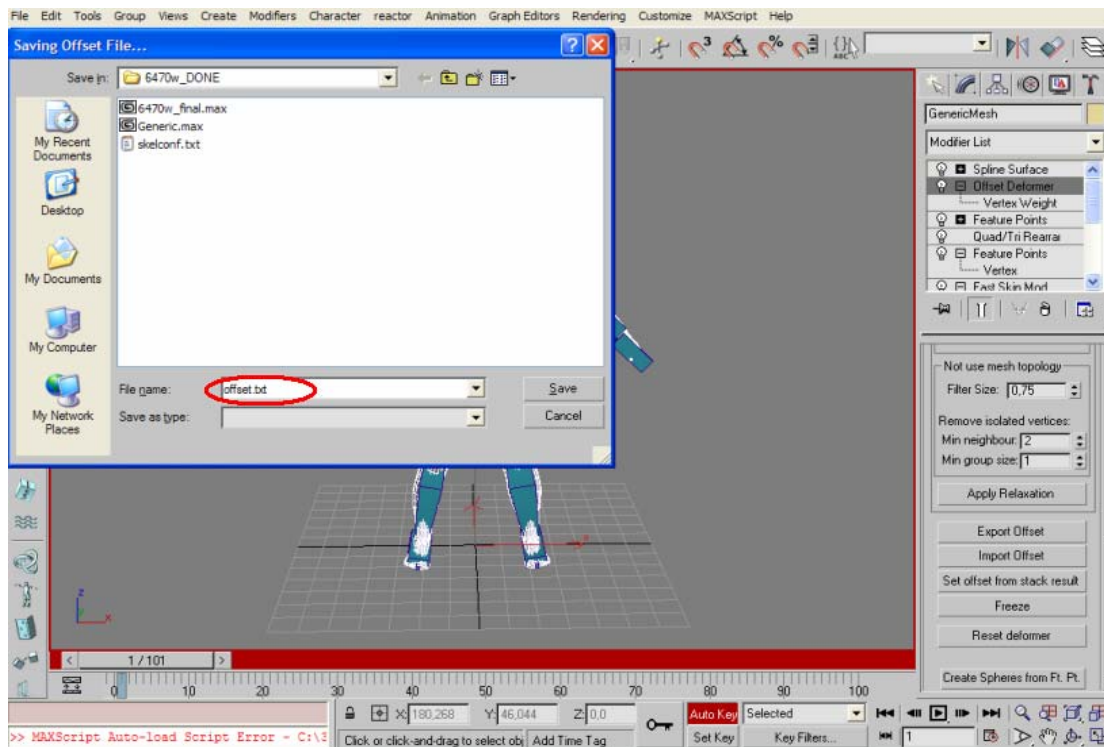 File Edit Tools Group Views Create Modifiers Character reactor Animation Graph Editors Rendering Customize MAXScript Help
Saving Offset File...
Save in: 6470w_DONE
My Recent Documents
Desktop
My Documents
My Computer
My Network Places
6470w_final.max
Generic.max
skelconf.txt
File name: offset.txt
Save
Save as type:
Cancel
GenericMesh
Modifier List
Spline Surface
Offset Deformer
Vertex Weight
Feature Points
Quad/Tri Rearrar
Feature Points
Vertex
Fast Skin Mod
Not use mesh topology
Filter Size: 0,75
Remove isolated vertices:
Min neighbour: 2
Min group size: 1
Apply Relaxation
Export Offset
Import Offset
Set offset from stack result
Freeze
Reset deformer
Create Spheres from Ft. Pt.
z
y
x
1 / 101
0 10 20 30 40 50 60 70 80 90 100
X: 180,268 Y: 46,044 Z: 0,0
Auto Key Selected
Set Key Key Filters...
1
>> MAXScript Auto-load Script Error - C:\3
Click or click-and-drag to select obj
Add Time Tag